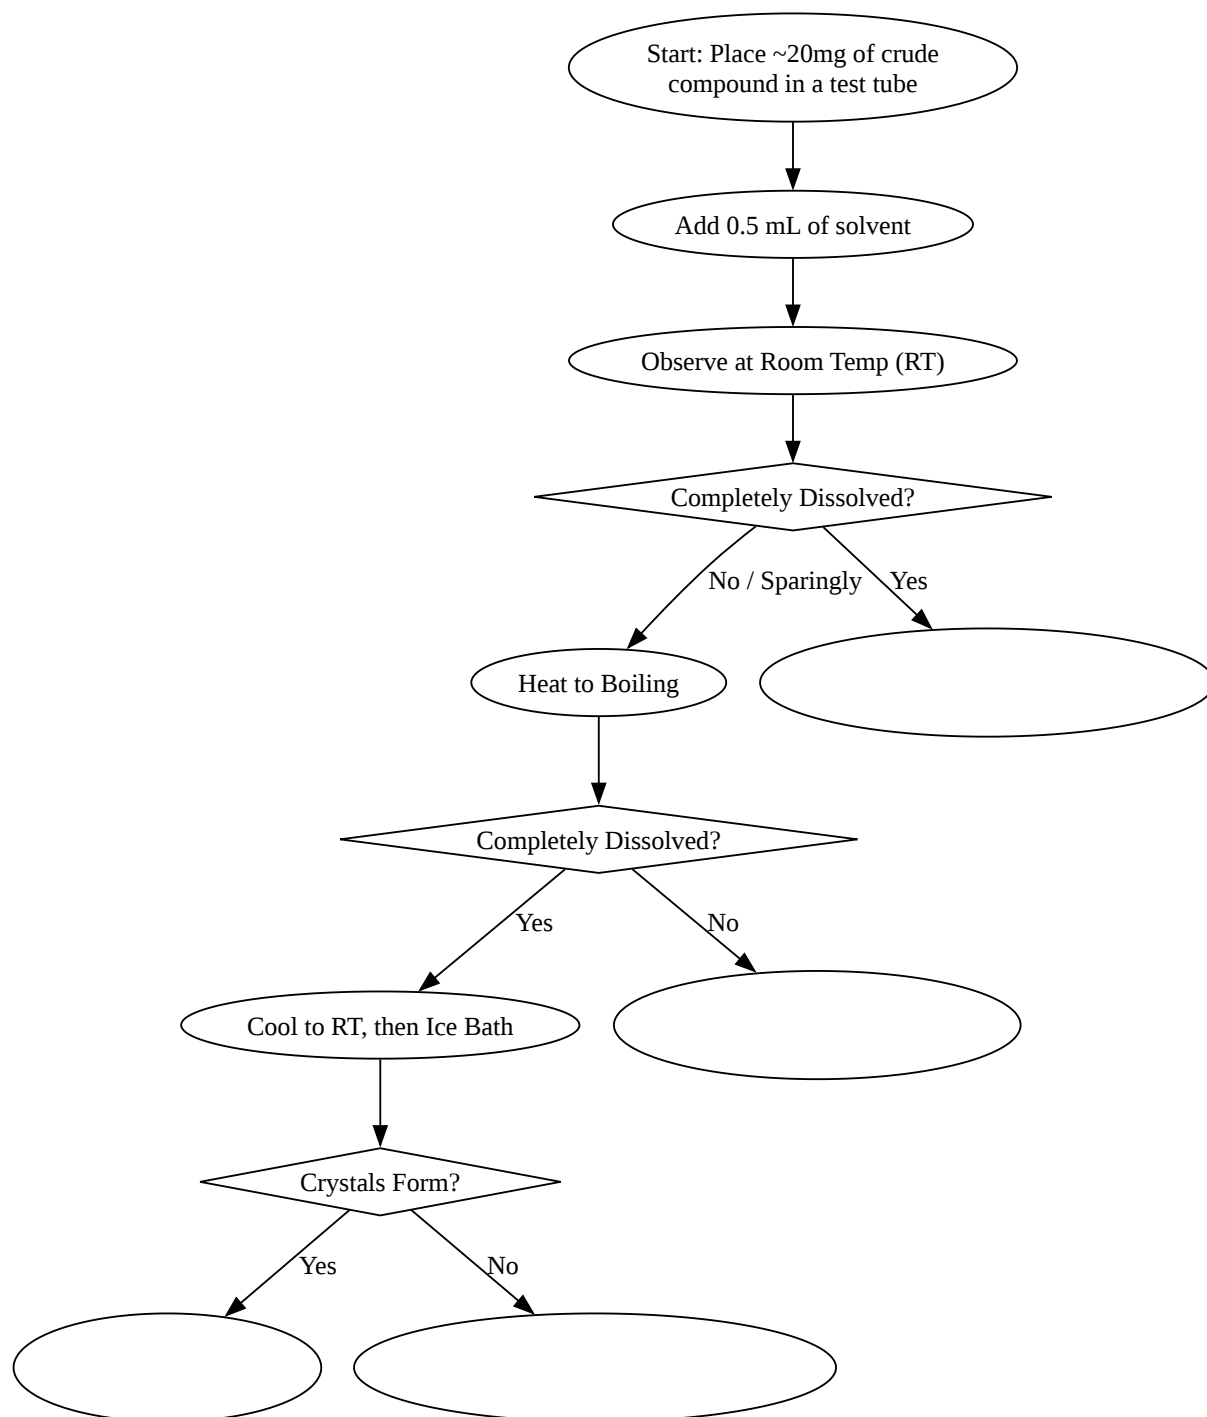 Start: Place ~20mg of crude
compound in a test tube
Add 0.5 mL of solvent
Observe at Room Temp (RT)
Completely Dissolved?
No / Sparingly
Yes
Heat to Boiling
Completely Dissolved?
Yes
No
Cool to RT, then Ice Bath
Crystals Form?
Yes
No